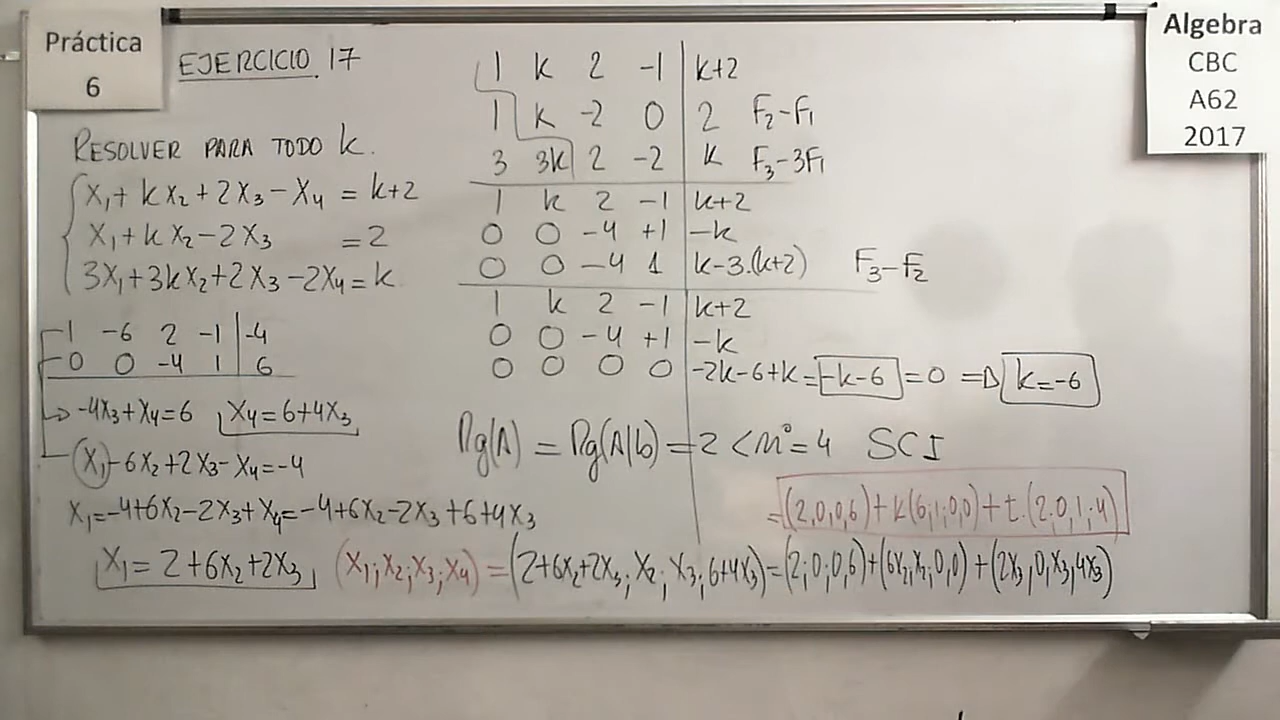 Práctica
6
EJERCICIO. 17
RESOLVER PARA TODO k.
X₁ + k X₂ + 2X₃ - X₄ = k+2
X₁ + k X₂ - 2X₃ = 2
3X₁ + 3k X₂ + 2X₃ - 2X₄ = k
1 -6 2 -1 | -4
0 0 -4 1 | 6
-4X₃ + X₄ = 6 X₄ = 6+4X₃
X₁ - 6X₂ + 2X₃ - X₄ = -4
X₁ = -4+6X₂-2X₃+X₄ = -4+6X₂-2X₃+6+4X₃
X₁ = 2+6X₂+2X₃
1 k 2 -1 | k+2
1 k -2 0 | 2 F₂-F₁
3 3k 2 -2 | k F₃-3F₁
1 k 2 -1 | k+2
0 0 -4 +1 | -k
0 0 -4 1 | k-3.(k+2) F₃-F₂
1 k 2 -1 | k+2
0 0 -4 +1 | -k
0 0 0 0 | -2k-6+k = -k-6 = 0 ⇒ k=-6
Rg(A) = Rg(A|b) = 2 < n° = 4 SCI
= (2,0,0,6) + k(6;1;0;0) + t.(2;0,1;4)
(X₁;X₂;X₃;X₄) = (2+6X₂+2X₃; X₂; X₃; 6+4X₃) = (2;0;0,6)+(6X₂,X₂,0,0)+(2X₃,0,X₃,4X₃)
Algebra
CBC
A62
2017